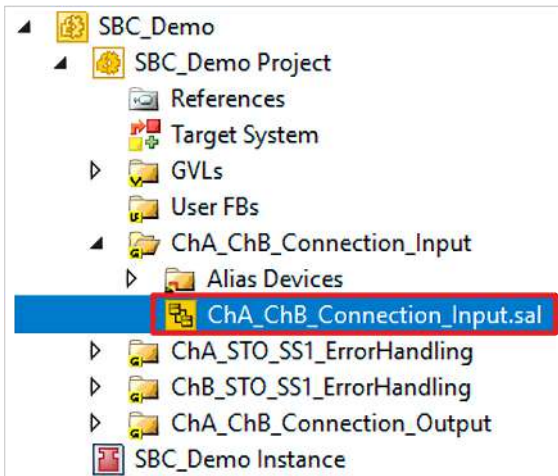 SBC_Demo
SBC_Demo Project
References
Target System
GVLs
User FBs
ChA_ChB_Connection_Input
Alias Devices
ChA_ChB_Connection_Input.sal
ChA_STO_SS1_ErrorHandling
ChB_STO_SS1_ErrorHandling
ChA_ChB_Connection_Output
SBC_Demo Instance